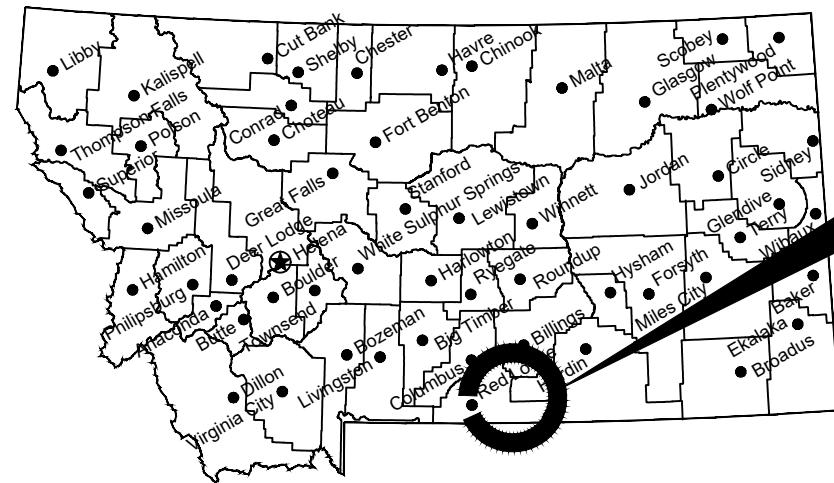 Libby
Kalispell
Cut Bank
Shelby
Chester
Havre
Chinook
Malta
Scobey
Glasgow
Plentywood
Wolf Point
Thompson Falls
Polson
Superior
Conrad
Choteau
Fort Benton
Missoula
Great Falls
Stanford
Lewistown
Winnett
Jordan
Circle
Sidney
Glendive
Terry
Wibaux
Hamilton
Philipsburg
Anaconda
Butte
Deer Lodge
Helena
Boulder
Townsend
White Sulphur Springs
Harlowton
Ryegate
Roundup
Hysham
Forsyth
Miles City
Baker
Ekalaka
Broadus
Dillon
Virginia City
Bozeman
Livingston
Big Timber
Columbus
Red Lodge
Billings
Hardin